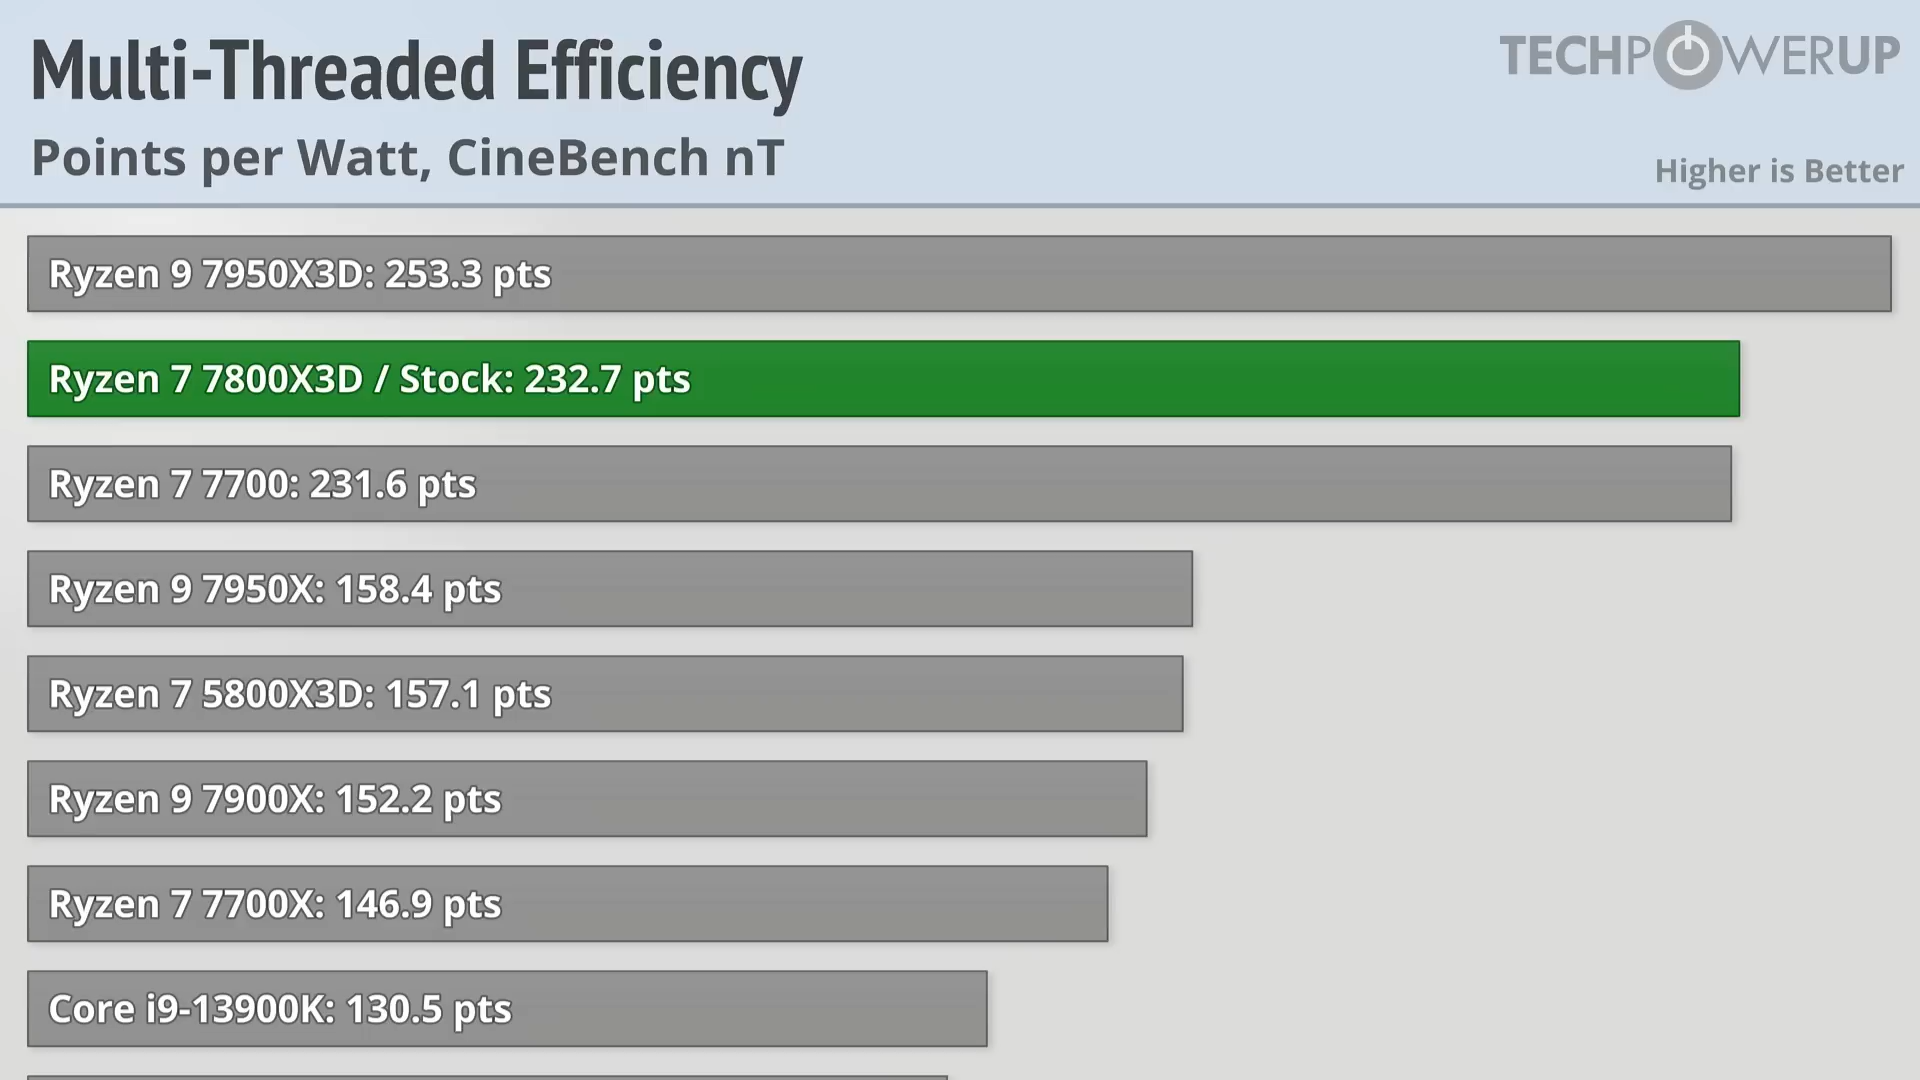 Multi-Threaded Efficiency
TECHPOWERUP
Points per Watt, CineBench nT
Higher is Better
Ryzen 9 7950X3D: 253.3 pts
Ryzen 7 7800X3D / Stock: 232.7 pts
Ryzen 7 7700: 231.6 pts
Ryzen 9 7950X: 158.4 pts
Ryzen 7 5800X3D: 157.1 pts
Ryzen 9 7900X: 152.2 pts
Ryzen 7 7700X: 146.9 pts
Core i9-13900K: 130.5 pts